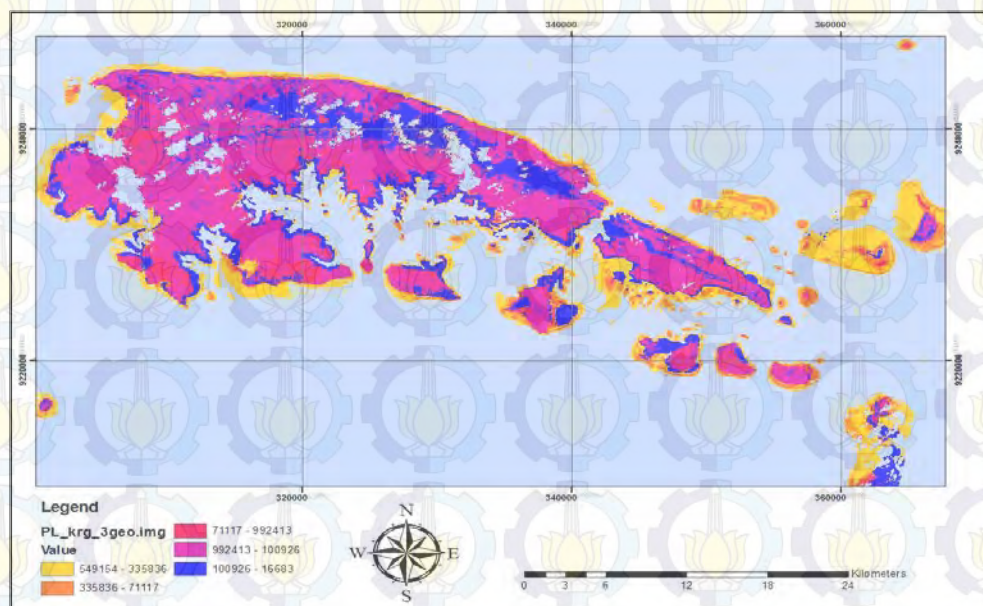 320000 340000 360000
9240000 9240000
9220000 9220000
320000 340000 360000
Legend
PL_krg_3geo.img
Value
549154 - 335836
335836 - 71117
71117 - 992413
992413 - 100926
100926 - 16683
N
W E
S
Kilometers
0 3 6 12 18 24